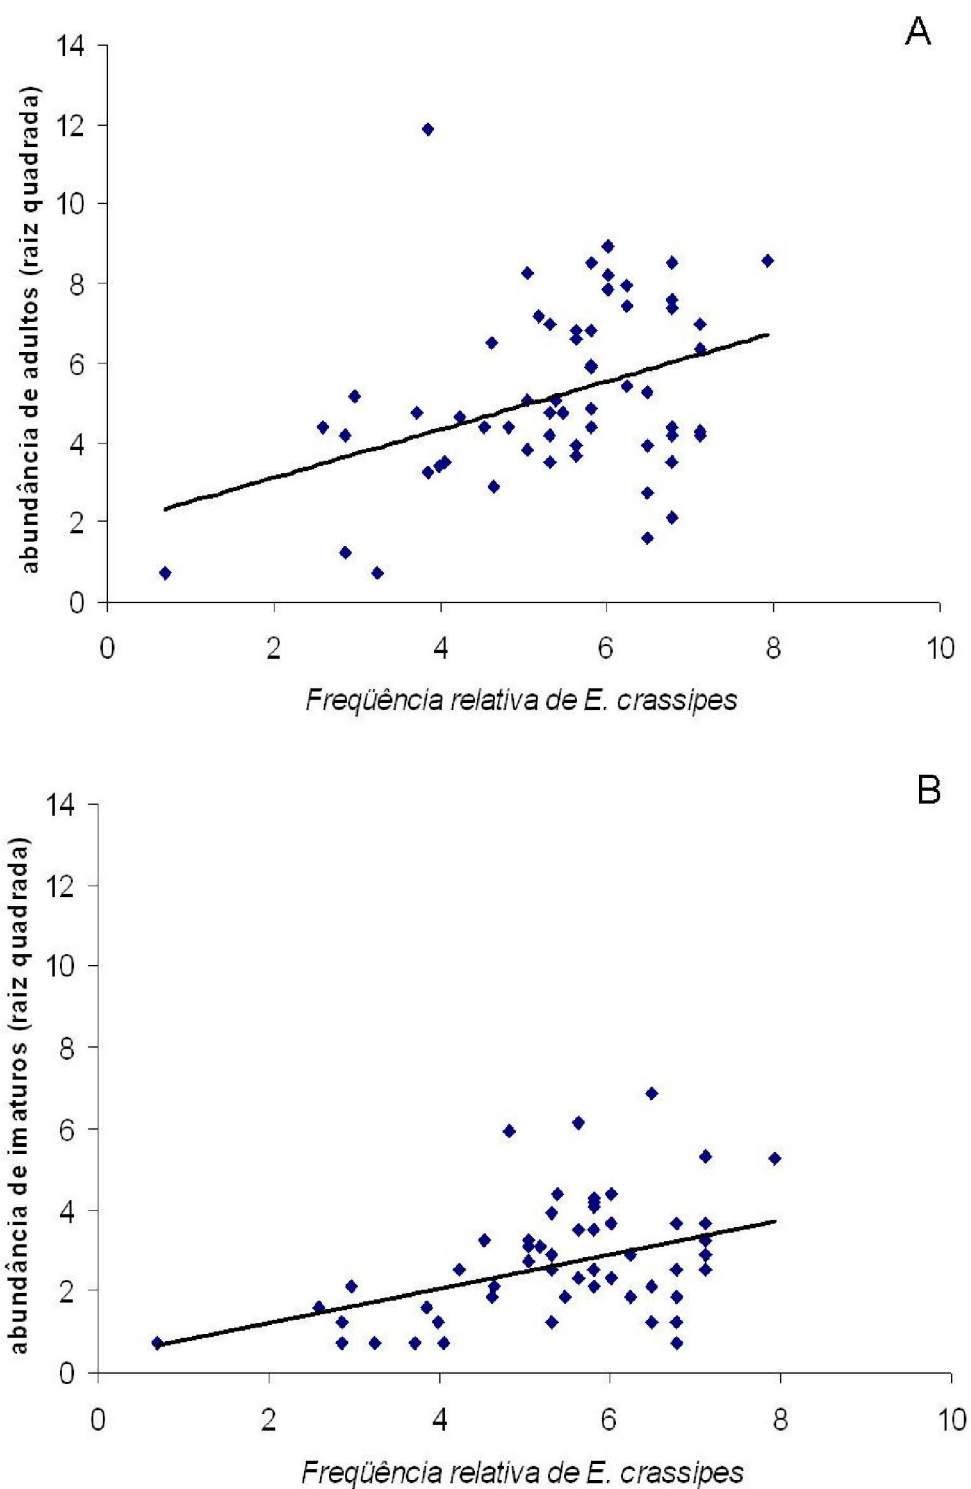 A
14
12
10
8
6
4
2
0
abundância de adultos (raiz quadrada)
0 2 4 6 8 10
Freqüência relativa de E. crassipes
B
14
12
10
8
6
4
2
0
abundância de imaturos (raiz quadrada)
0 2 4 6 8 10
Freqüência relativa de E. crassipes